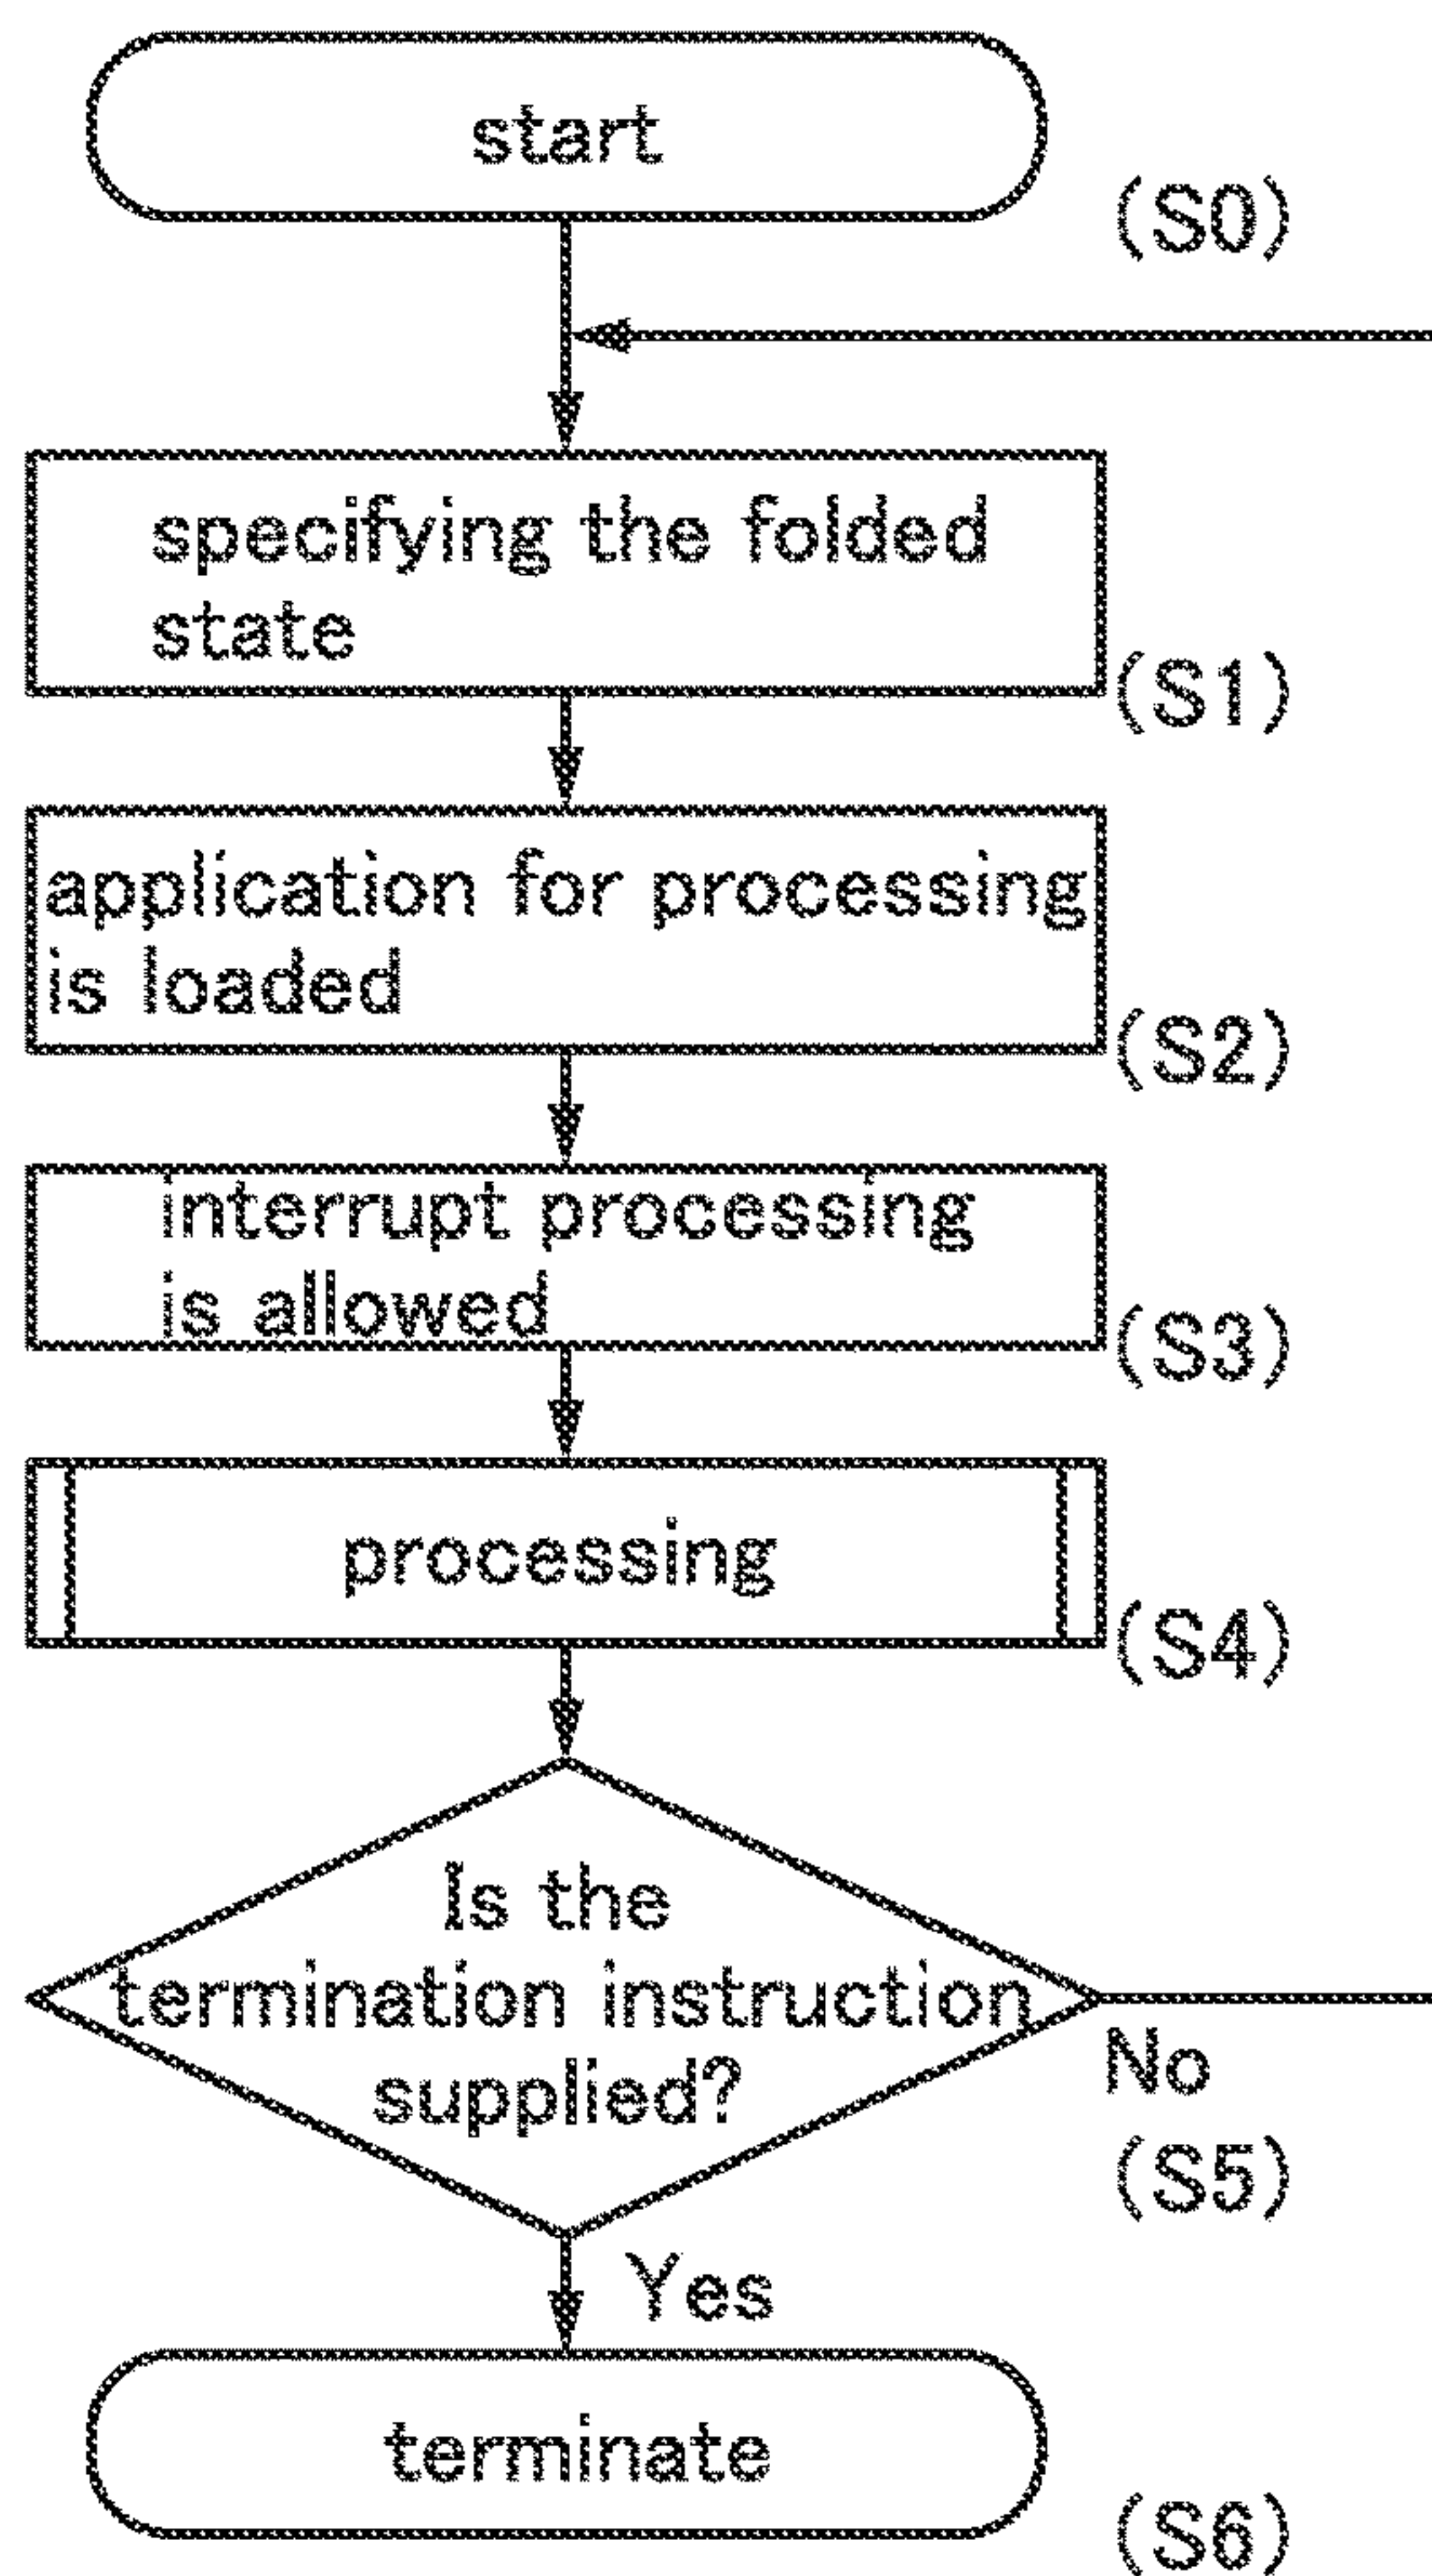 start
(S0)
specifying the folded
state
(S1)
application for processing
is loaded
(S2)
interrupt processing
is allowed
(S3)
processing
(S4)
Is the
termination instruction
supplied?
No
(S5)
Yes
terminate
(S6)